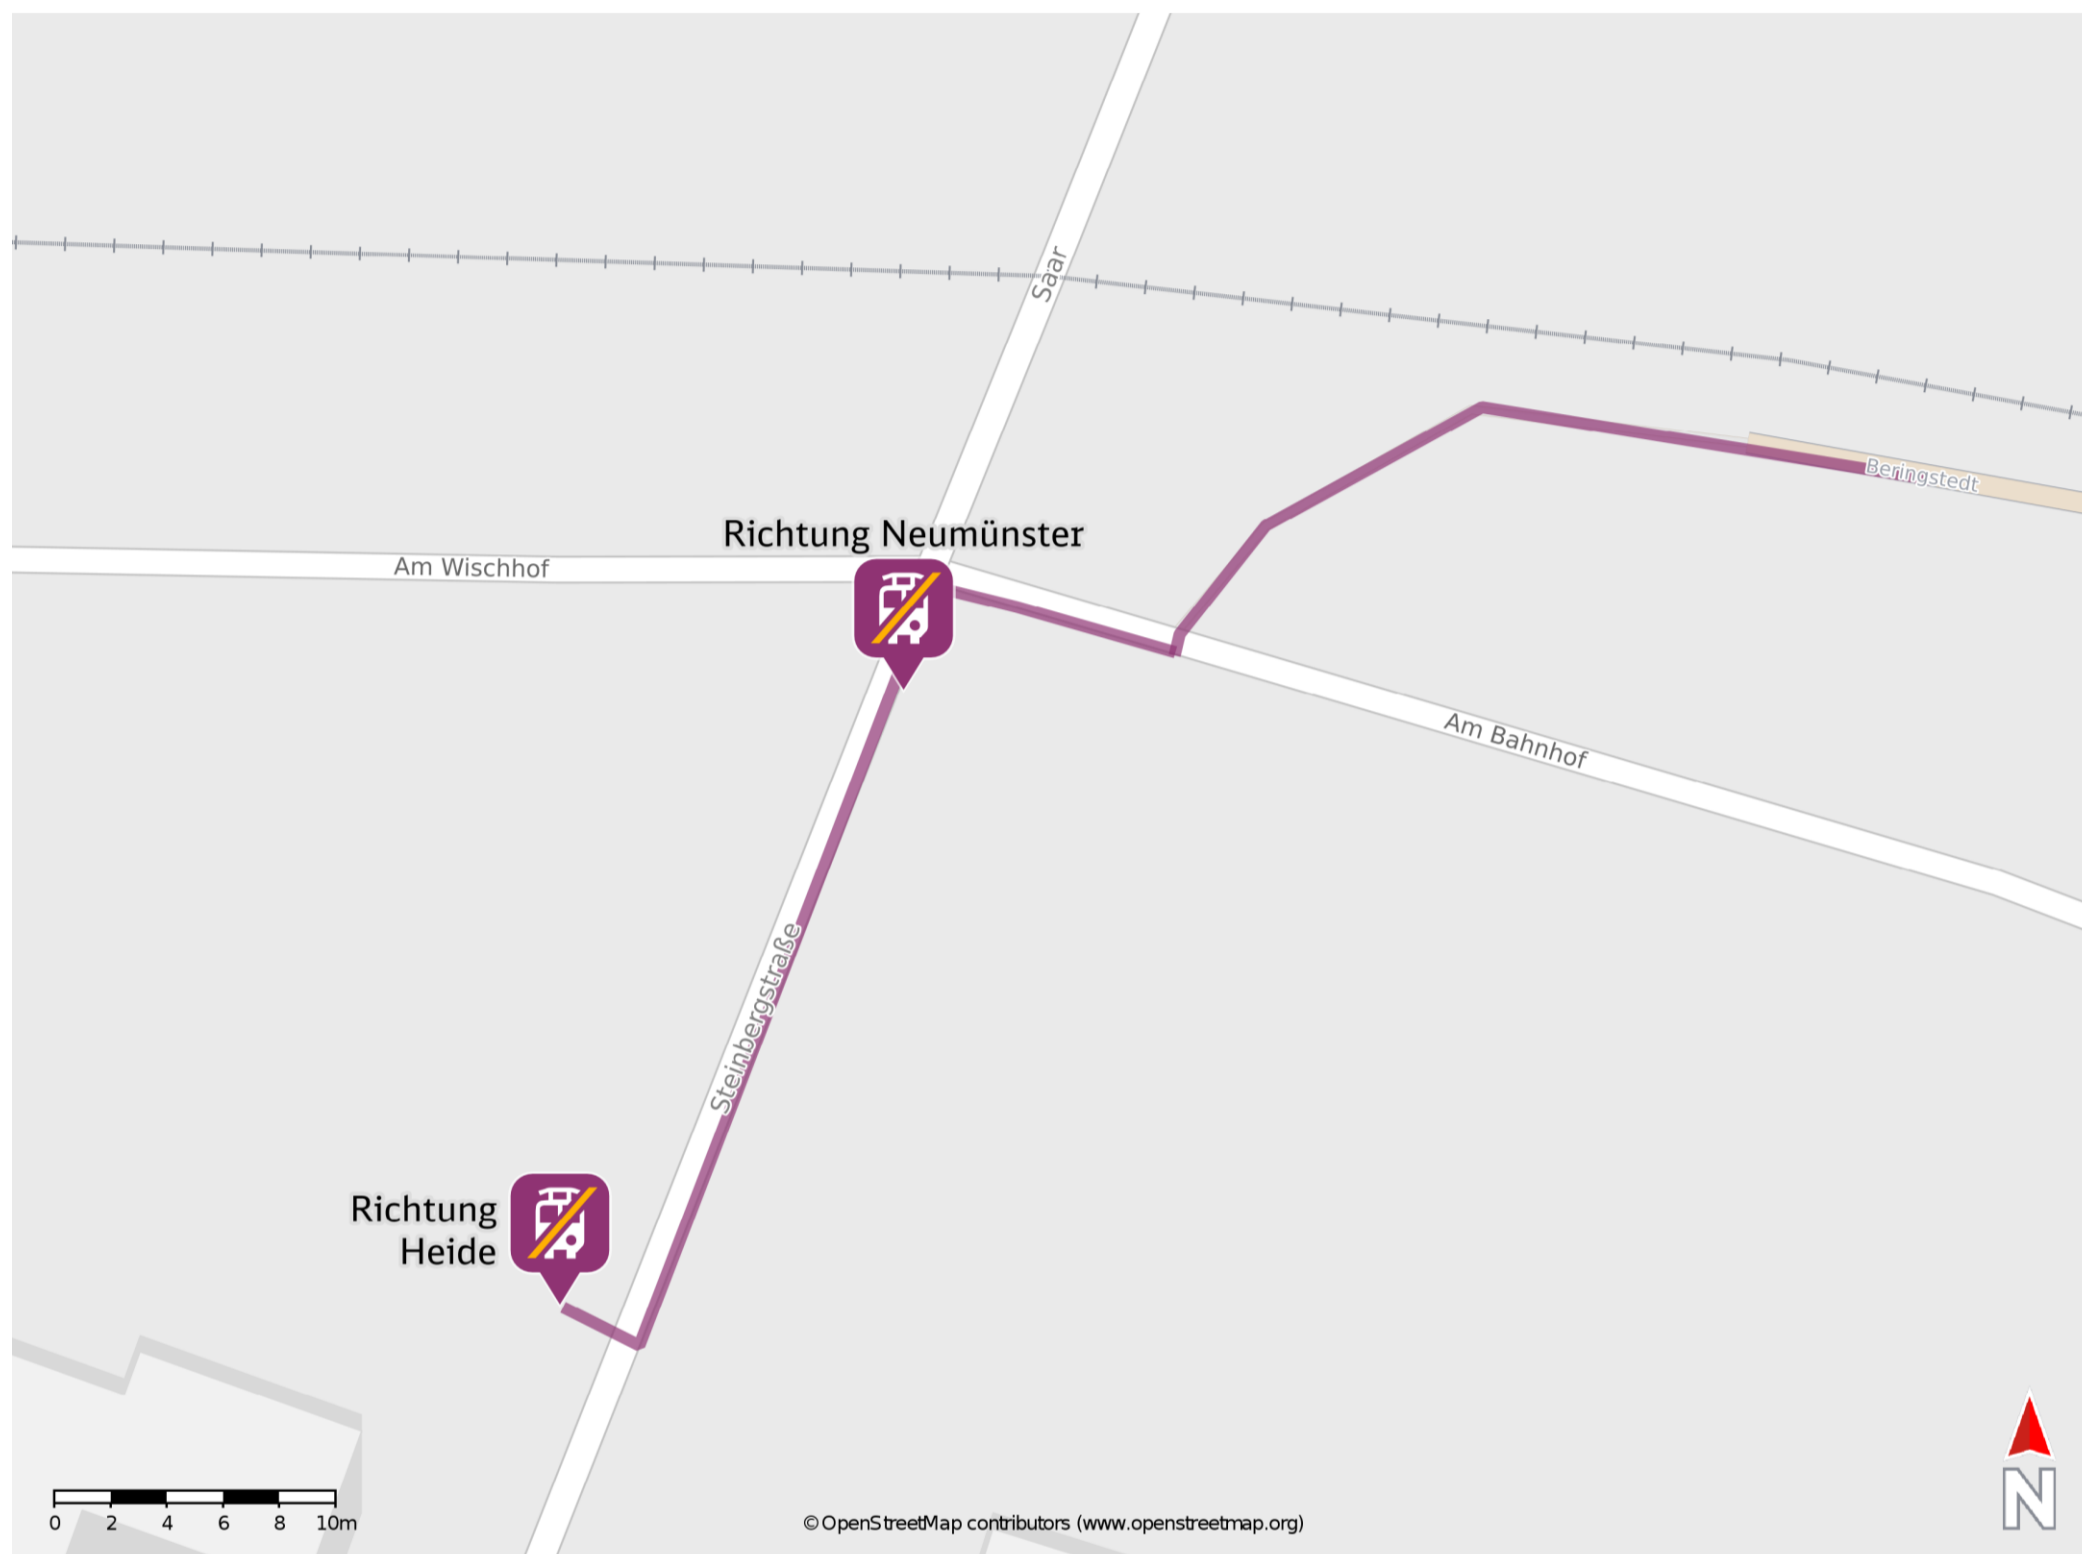 Saar
Beringstedt
Richtung Neumünster
Am Wischhof
Am Bahnhof
Steinbergstraße
Richtung
Heide
N
0 2 4 6 8 10m
©OpenStreetMap contributors (www.openstreetmap.org)